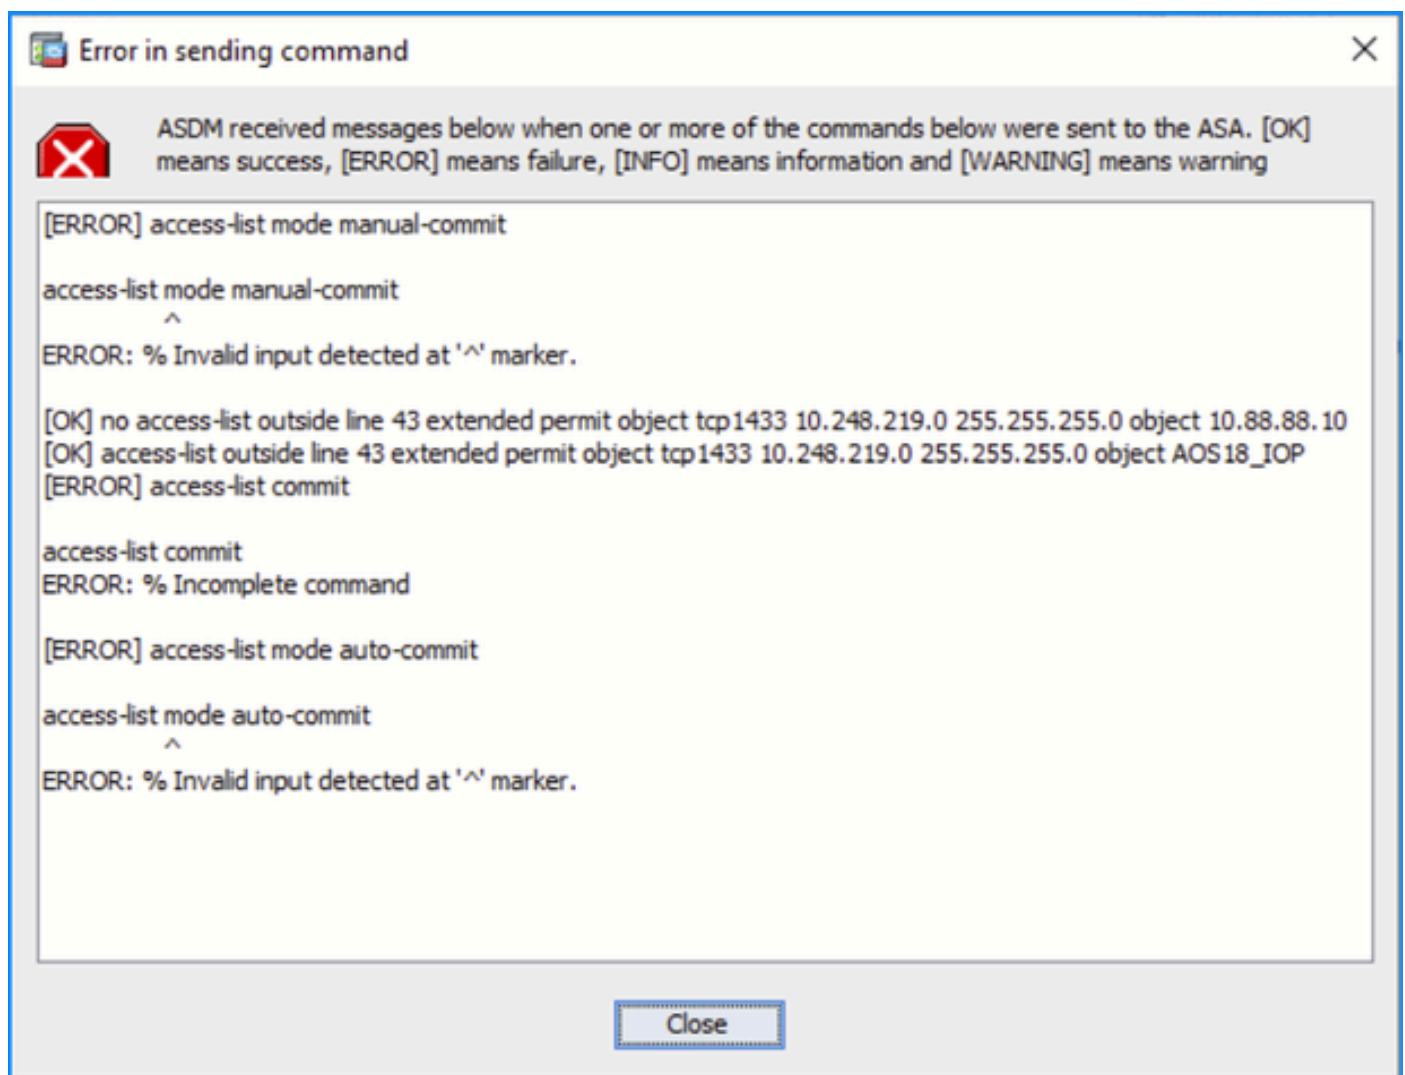 Error in sending command
ASDM received messages below when one or more of the commands below were sent to the ASA. [OK]
means success, [ERROR] means failure, [INFO] means information and [WARNING] means warning
[ERROR] access-list mode manual-commit
access-list mode manual-commit
^
ERROR: % Invalid input detected at '^' marker.
[OK] no access-list outside line 43 extended permit object tcp1433 10.248.219.0 255.255.255.0 object 10.88.88.10
[OK] access-list outside line 43 extended permit object tcp1433 10.248.219.0 255.255.255.0 object AOS18_IOP
[ERROR] access-list commit
access-list commit
ERROR: % Incomplete command
[ERROR] access-list mode auto-commit
access-list mode auto-commit
^
ERROR: % Invalid input detected at '^' marker.
Close